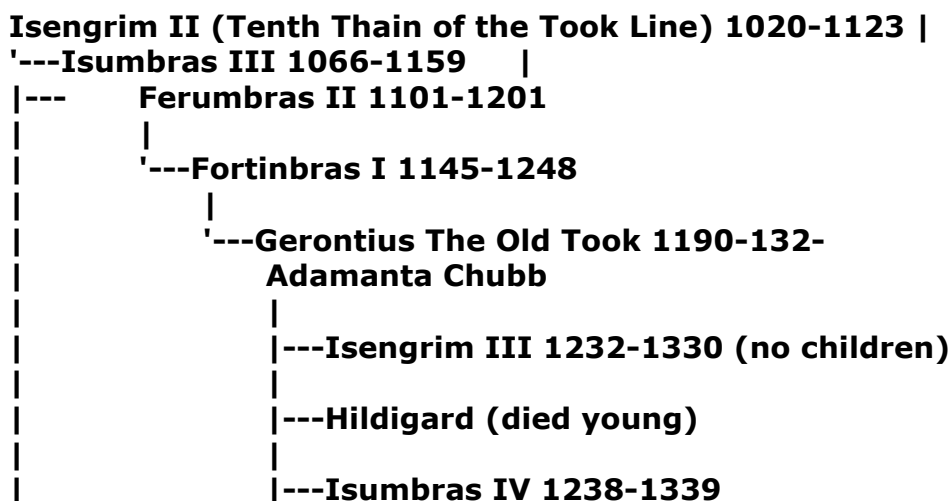 Isengrim II (Tenth Thain of the Took Line) 1020-1123 |
'---Isumbras III 1066-1159 |
|--- Ferumbras II 1101-1201
| |
| '---Fortinbras I 1145-1248
| |
| '---Gerontius The Old Took 1190-132-
| Adamanta Chubb
| |
| |---Isengrim III 1232-1330 (no children)
| |
| |---Hildigard (died young)
| |
| |---Isumbras IV 1238-1339